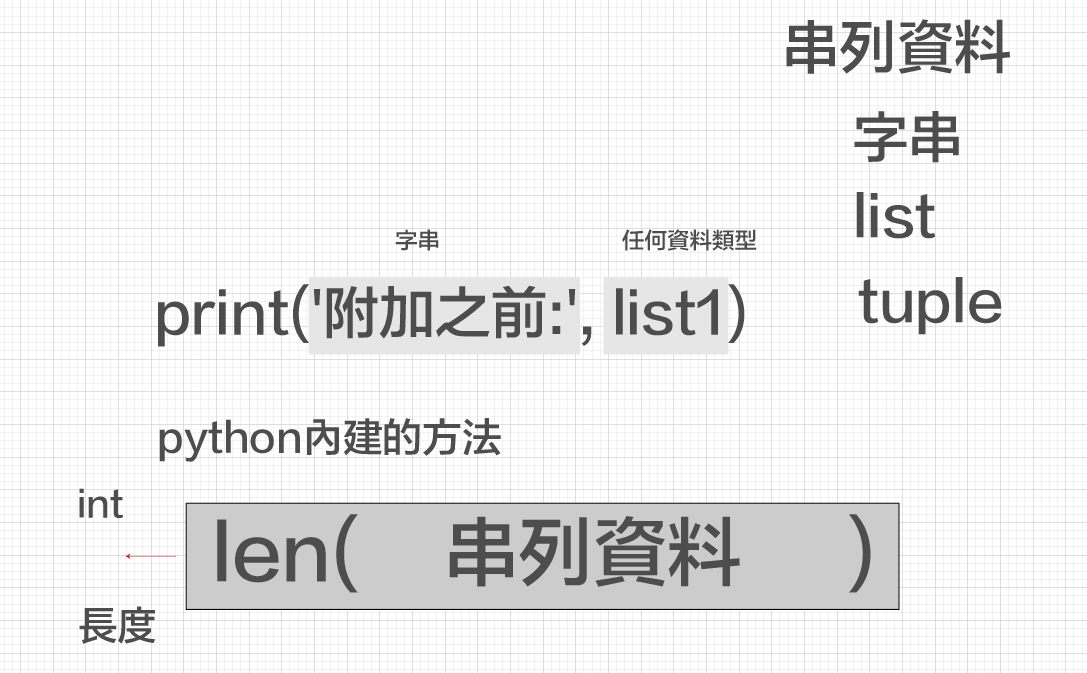 串列資料
字串
list
tuple
字串
任何資料類型
print('附加之前:', list1)
python內建的方法
int
len( 串列資料 )
長度